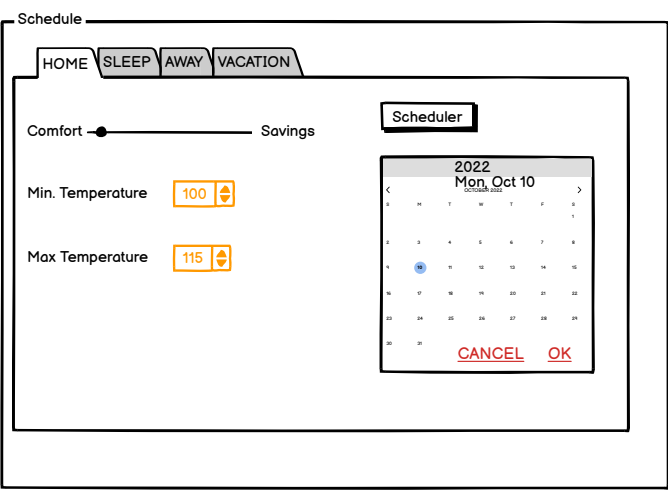 Schedule
HOME SLEEP AWAY VACATION
Scheduler
Comfort Savings
Min. Temperature 100
Max Temperature 115
2022
Mon, Oct 10
OCTOBER 2022
S M T W T F S
1
2 3 4 5 6 7 8
9 10 11 12 13 14 15
16 17 18 19 20 21 22
23 24 25 26 27 28 29
30 31
CANCEL OK